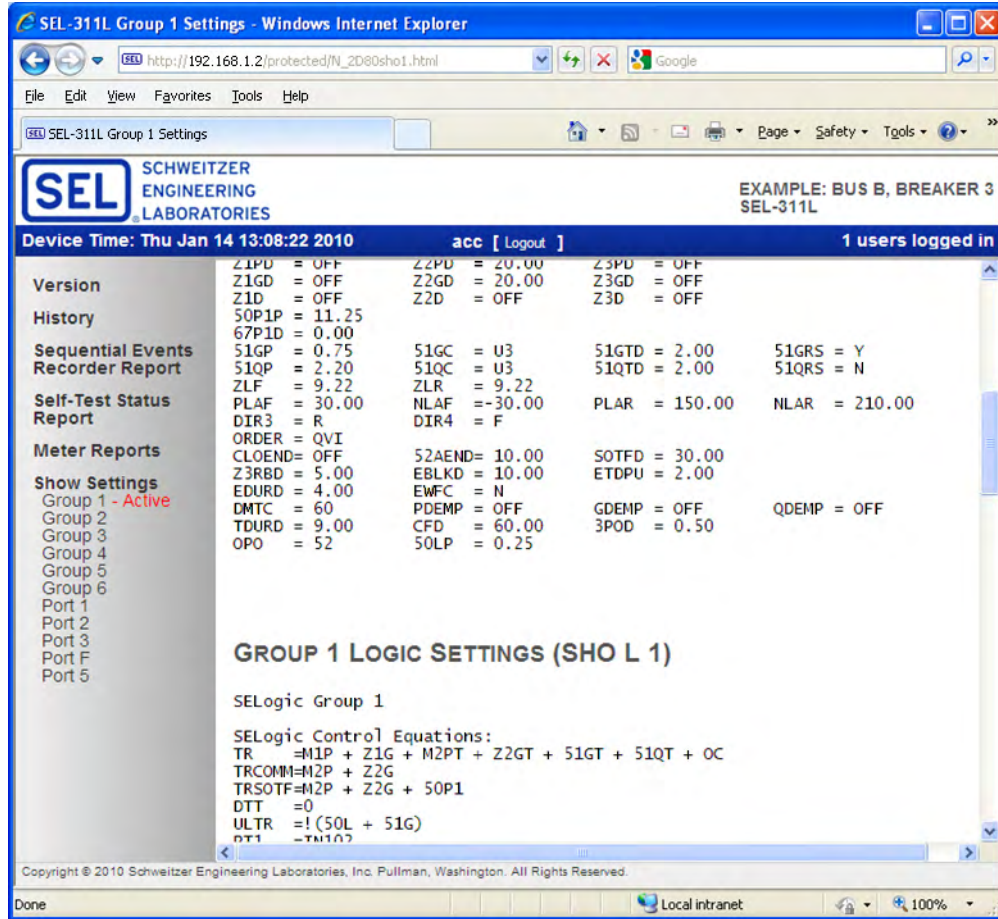 SEL-311L Group 1 Settings - Windows Internet Explorer
SEL http://192.168.1.2/protected/N_2D80sho1.html Google
File Edit View Favorites Tools Help
SEL SEL-311L Group 1 Settings Page Safety Tools »
SEL SCHWEITZER ENGINEERING LABORATORIES
EXAMPLE: BUS B, BREAKER 3
SEL-311L
Device Time: Thu Jan 14 13:08:22 2010 acc [ Logout ] 1 users logged in
Version
History
Sequential Events
Recorder Report
Self-Test Status
Report
Meter Reports
Show Settings
Group 1 - Active
Group 2
Group 3
Group 4
Group 5
Group 6
Port 1
Port 2
Port 3
Port F
Port 5
Z1PD = OFF Z2PD = 20.00 Z3PD = OFF
Z1GD = OFF Z2GD = 20.00 Z3GD = OFF
Z1D = OFF Z2D = OFF Z3D = OFF
50P1P = 11.25
67P1D = 0.00
51GP = 0.75 51GC = U3 51GTD = 2.00 51GRS = Y
51QP = 2.20 51QC = U3 51QTD = 2.00 51QRS = N
ZLF = 9.22 ZLR = 9.22
PLAF = 30.00 NLAF =-30.00 PLAR = 150.00 NLAR = 210.00
DIR3 = R DIR4 = F
ORDER = QVI
CLOEND= OFF 52AEND= 10.00 SOTFD = 30.00
Z3RBD = 5.00 EBLKD = 10.00 ETDPU = 2.00
EDURD = 4.00 EWFC = N
DMTC = 60 PDEMP = OFF GDEMP = OFF QDEMP = OFF
TDURD = 9.00 CFD = 60.00 3POD = 0.50
OPO = 52 50LP = 0.25
GROUP 1 LOGIC SETTINGS (SHO L 1)
SELogic Group 1
SELogic Control Equations:
TR =M1P + Z1G + M2PT + Z2GT + 51GT + 51QT + OC
TRCOMM=M2P + Z2G
TRSOTF=M2P + Z2G + 50P1
DTT =0
ULTR =!(50L + 51G)
PT1 =IN102
Copyright © 2010 Schweitzer Engineering Laboratories, Inc. Pullman, Washington. All Rights Reserved.
Done Local intranet 100%